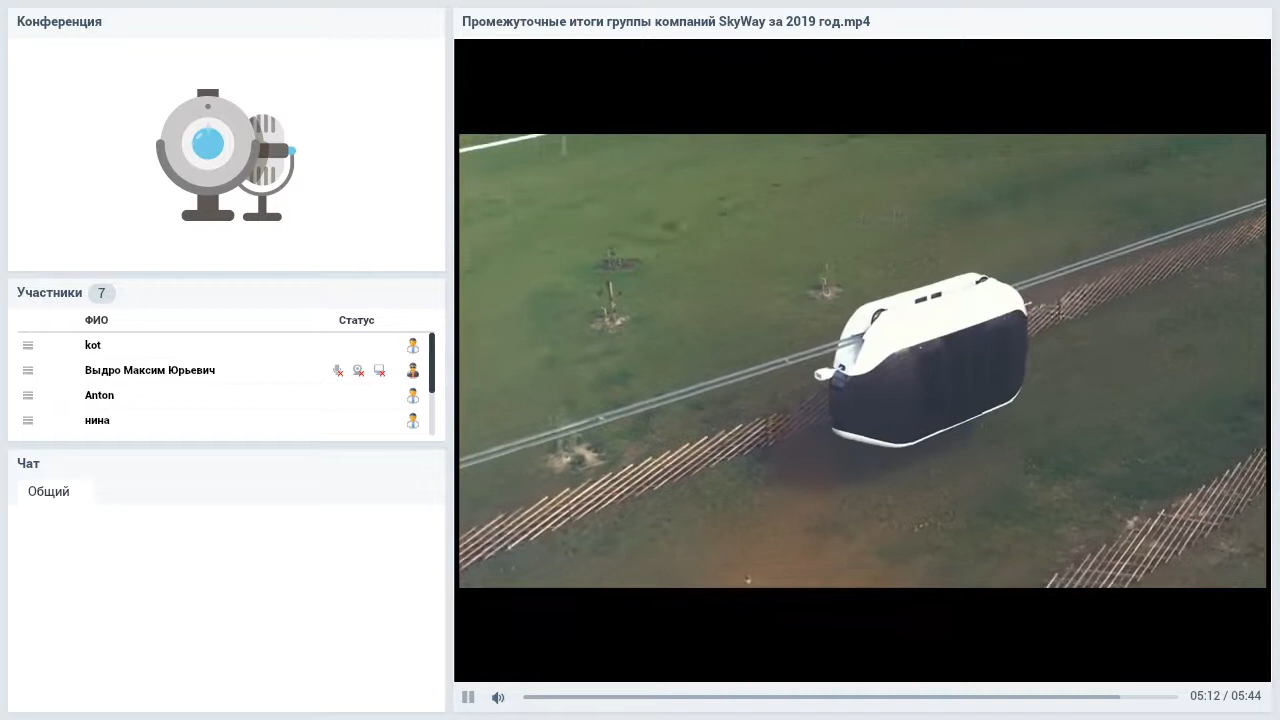 Конференция
Промежуточные итоги группы компаний SkyWay за 2019 год.mp4
Участники 7
ФИО Статус
kot
Выдро Максим Юрьевич
Anton
нина
Чат
Общий
05:12 / 05:44